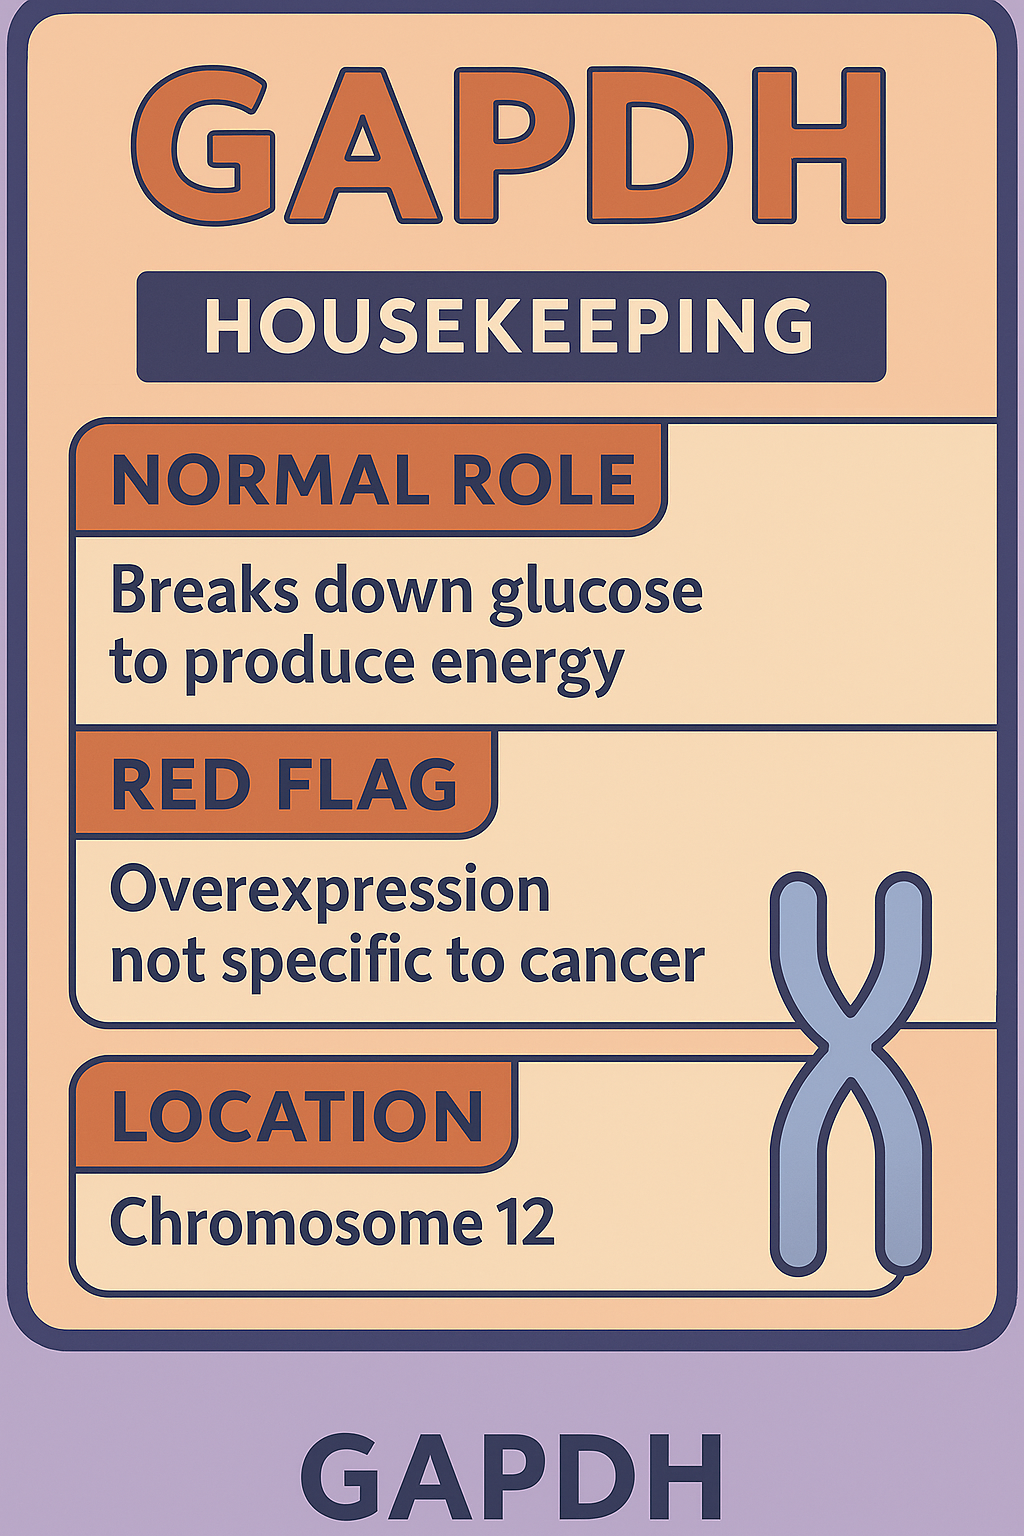 GAPDH
HOUSEKEEPING
NORMAL ROLE
Breaks down glucose
to produce energy
RED FLAG
Overexpression
not specific to cancer
LOCATION
Chromosome 12
GAPDH